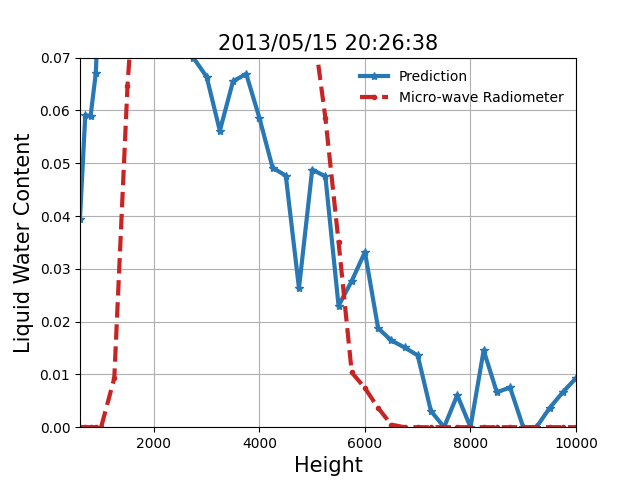 2013/05/15 20:26:38
0.07
0.06
0.05
0.04
0.03
0.02
0.01
0.00
Liquid Water Content
Prediction
Micro-wave Radiometer
2000 4000 6000 8000 10000
Height